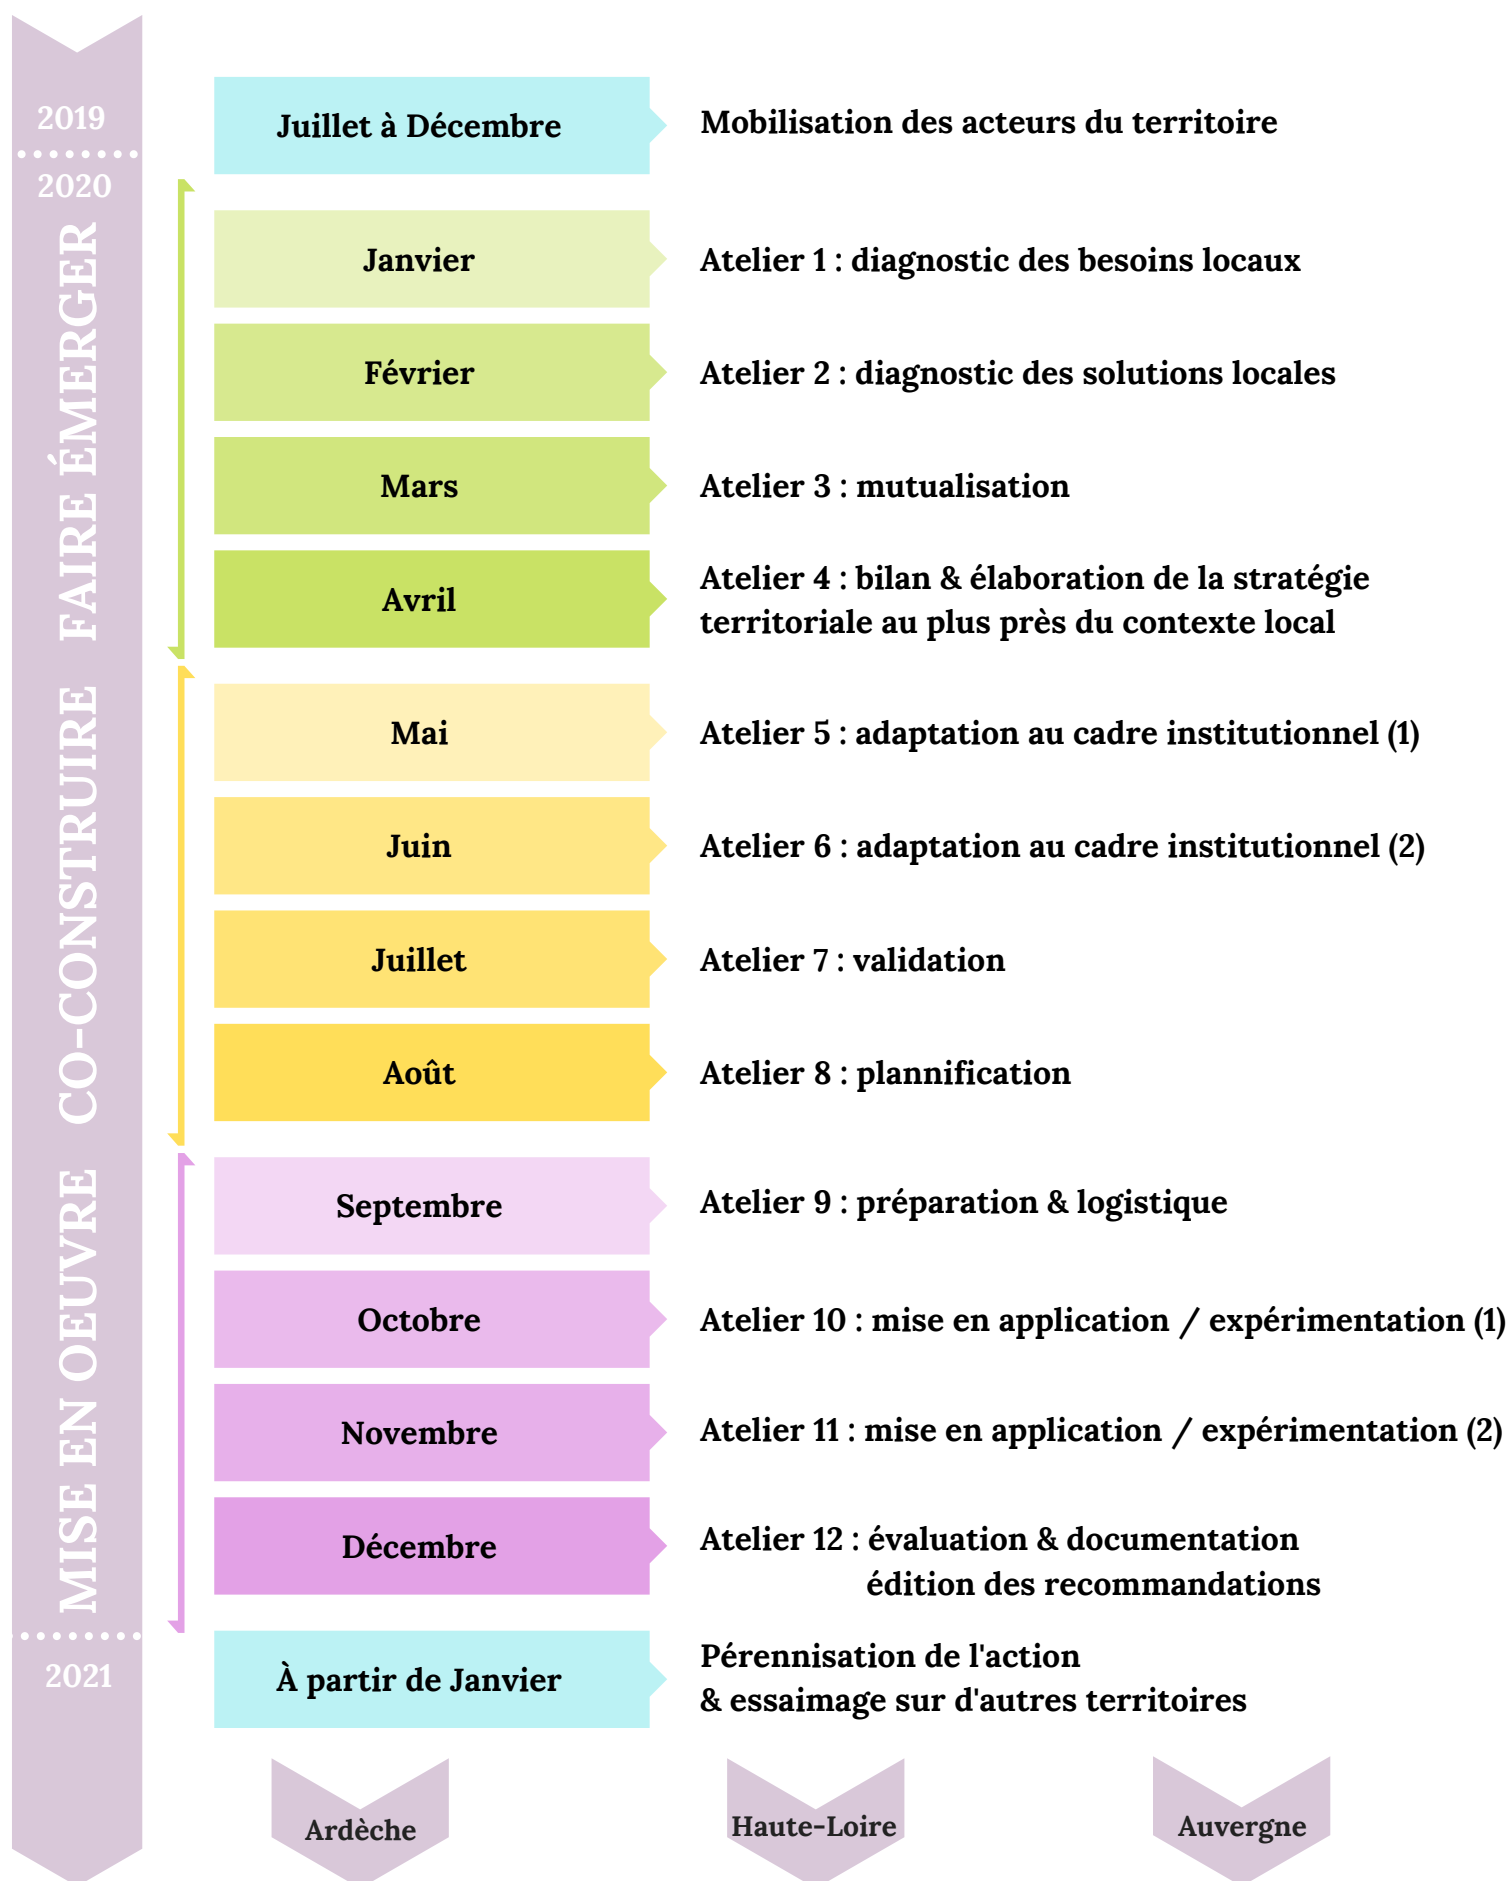 2019
Juillet à Décembre
Mobilisation des acteurs du territoire
2020
FAIRE ÉMERGER
Janvier
Atelier 1 : diagnostic des besoins locaux
Février
Atelier 2 : diagnostic des solutions locales
Mars
Atelier 3 : mutualisation
Avril
Atelier 4 : bilan & élaboration de la stratégie
territoriale au plus près du contexte local
CO-CONSTRUIRE
Mai
Atelier 5 : adaptation au cadre institutionnel (1)
Juin
Atelier 6 : adaptation au cadre institutionnel (2)
Juillet
Atelier 7 : validation
Août
Atelier 8 : plannification
MISE EN OEUVRE
Septembre
Atelier 9 : préparation & logistique
Octobre
Atelier 10 : mise en application / expérimentation (1)
Novembre
Atelier 11 : mise en application / expérimentation (2)
Décembre
Atelier 12 : évaluation & documentation
édition des recommandations
2021
À partir de Janvier
Pérennisation de l'action
& essaimage sur d'autres territoires
Ardèche
Haute-Loire
Auvergne